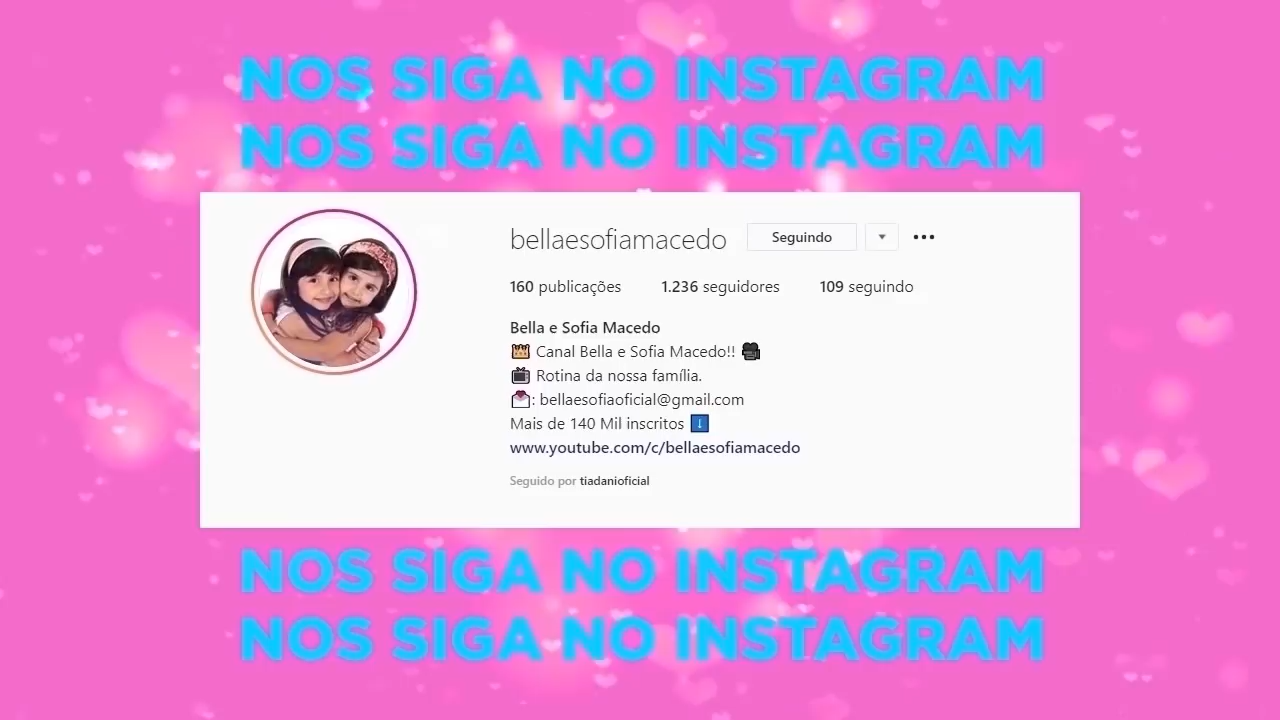 NOS SIGA NO INSTAGRAM
NOS SIGA NO INSTAGRAM
bellaesofiamacedo Seguindo
160 publicações 1.236 seguidores 109 seguindo
Bella e Sofia Macedo
Canal Bella e Sofia Macedo!!
Rotina da nossa família.
: bellaesofiaoficial@gmail.com
Mais de 140 Mil inscritos
www.youtube.com/c/bellaesofiamacedo
Seguido por tiadanioficial
NOS SIGA NO INSTAGRAM
NOS SIGA NO INSTAGRAM